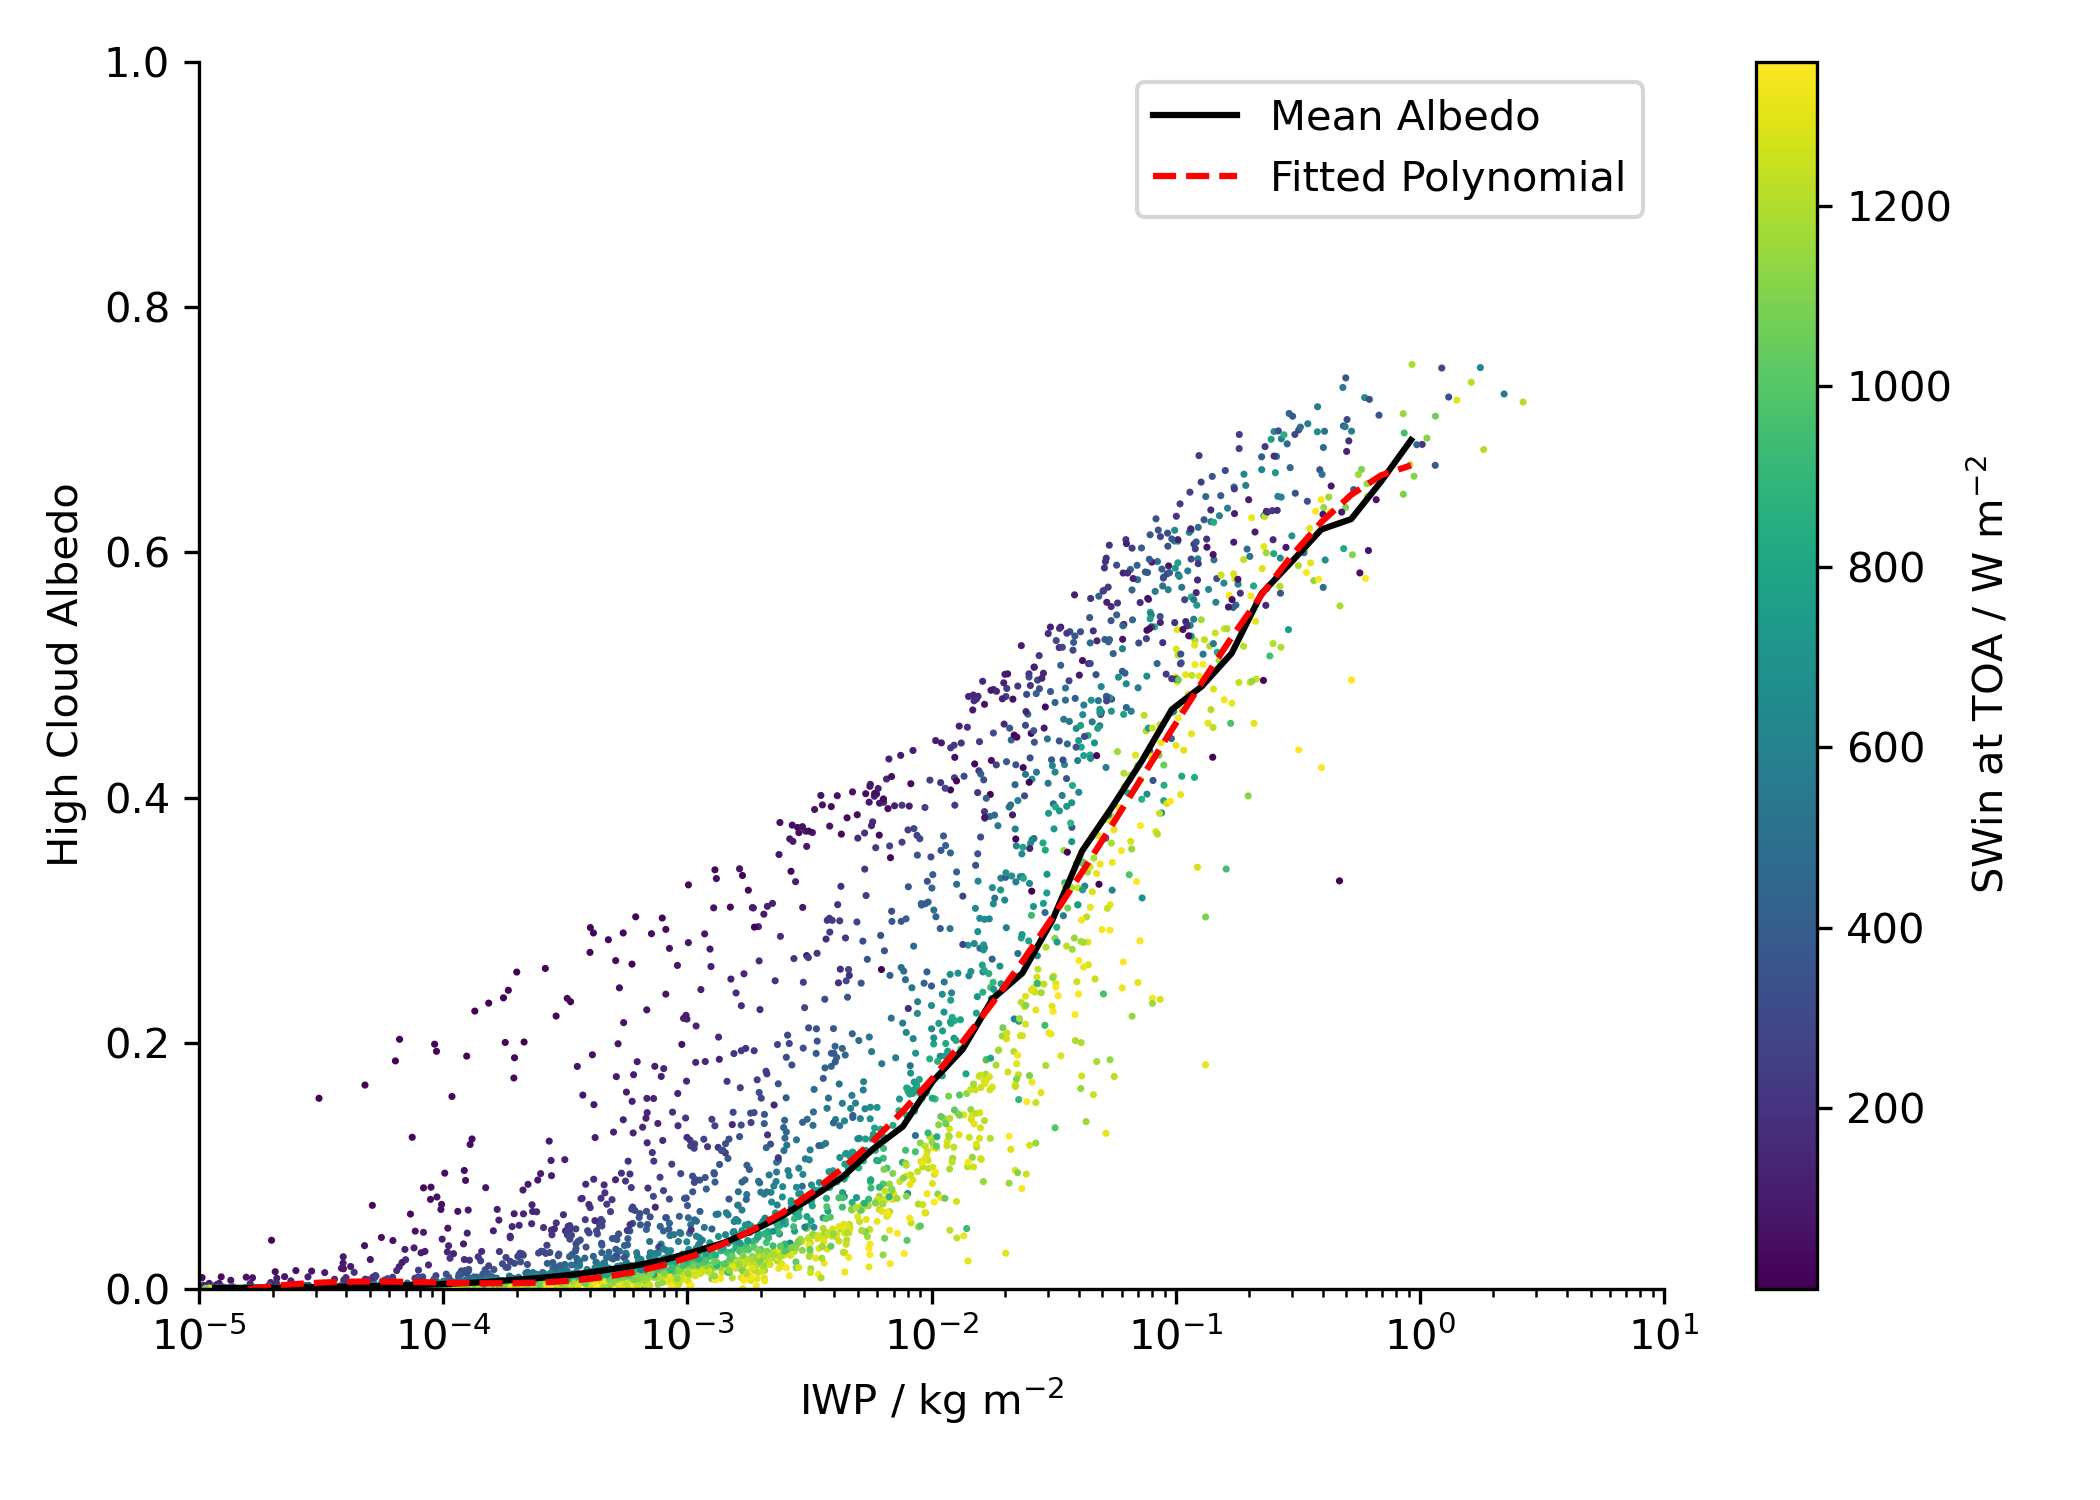 1.0
0.8
0.6
0.4
0.2
0.0
High Cloud Albedo
Mean Albedo
Fitted Polynomial
10⁻⁵ 10⁻⁴ 10⁻³ 10⁻² 10⁻¹ 10⁰ 10¹
IWP / kg m⁻²
1200
1000
800
600
400
200
SWin at TOA / W m⁻²